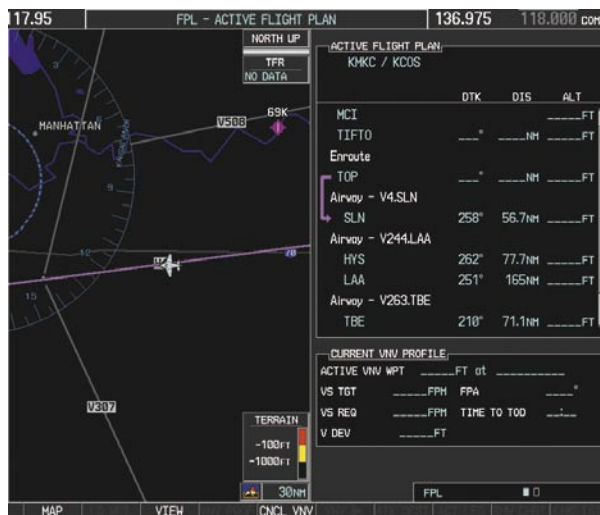 117.95 FPL – ACTIVE FLIGHT PLAN 136.975 118.000 COM
NORTH UP
TFR
NO DATA
MANHATTAN
V508
69K
3
6
9
12
15
70
V307
TERRAIN
-100FT
-1000FT
30NM
ACTIVE FLIGHT PLAN
KMKC / KCOS
DTK DIS ALT
MCI _____FT
TIFTO ___° ____NM _____FT
Enroute
TOP ___° ____NM _____FT
Airway - V4.SLN
SLN 258° 56.7NM _____FT
Airway - V244.LAA
HYS 262° 77.7NM _____FT
LAA 251° 165NM _____FT
Airway - V263.TBE
TBE 210° 71.1NM _____FT
CURRENT VNV PROFILE
ACTIVE VNV WPT _____FT at __________
VS TGT _____FPM FPA ____°
VS REQ _____FPM TIME TO TOD __:__
V DEV _____FT
FPL
MAP VIEW CNCL VNV